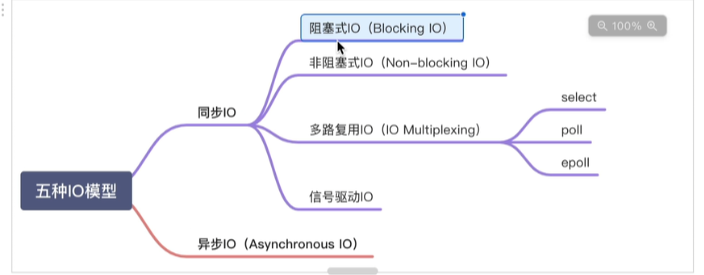 阻塞式IO（Blocking IO）
100%
非阻塞式IO（Non-blocking IO）
select
同步IO
多路复用IO（IO Multiplexing）
poll
epoll
五种IO模型
信号驱动IO
异步IO（Asynchronous IO）